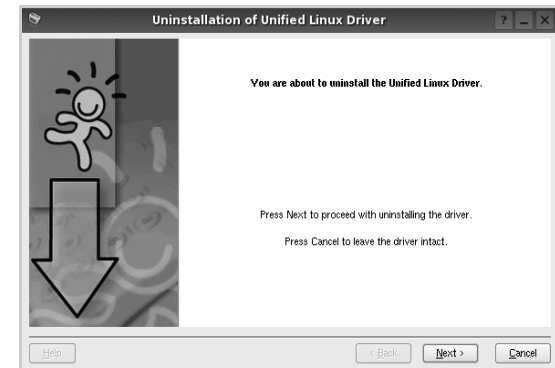 Uninstallation of Unified Linux Driver
You are about to uninstall the Unified Linux Driver.
Press Next to proceed with uninstalling the driver.
Press Cancel to leave the driver intact.
Help
< Back
Next >
Cancel